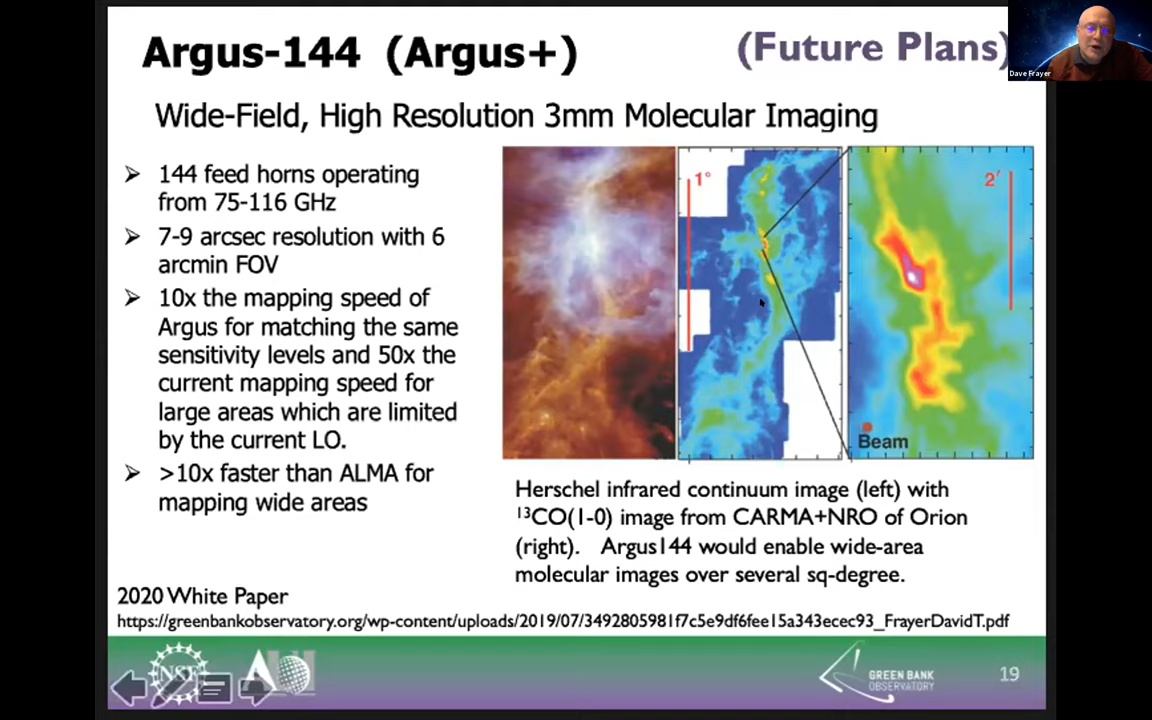 Argus-144 (Argus+)
(Future Plans)
Dave Frayer
Wide-Field, High Resolution 3mm Molecular Imaging
➢ 144 feed horns operating
from 75-116 GHz
➢ 7-9 arcsec resolution with 6
arcmin FOV
➢ 10x the mapping speed of
Argus for matching the same
sensitivity levels and 50x the
current mapping speed for
large areas which are limited
by the current LO.
➢ >10x faster than ALMA for
mapping wide areas
1°
2′
Beam
Herschel infrared continuum image (left) with
¹³CO(1-0) image from CARMA+NRO of Orion
(right). Argus144 would enable wide-area
molecular images over several sq-degree.
2020 White Paper
https://greenbankobservatory.org/wp-content/uploads/2019/07/3492805981f7c5e9df6fee15a343ecec93_FrayerDavidT.pdf
NSF
GREEN BANK
OBSERVATORY
19